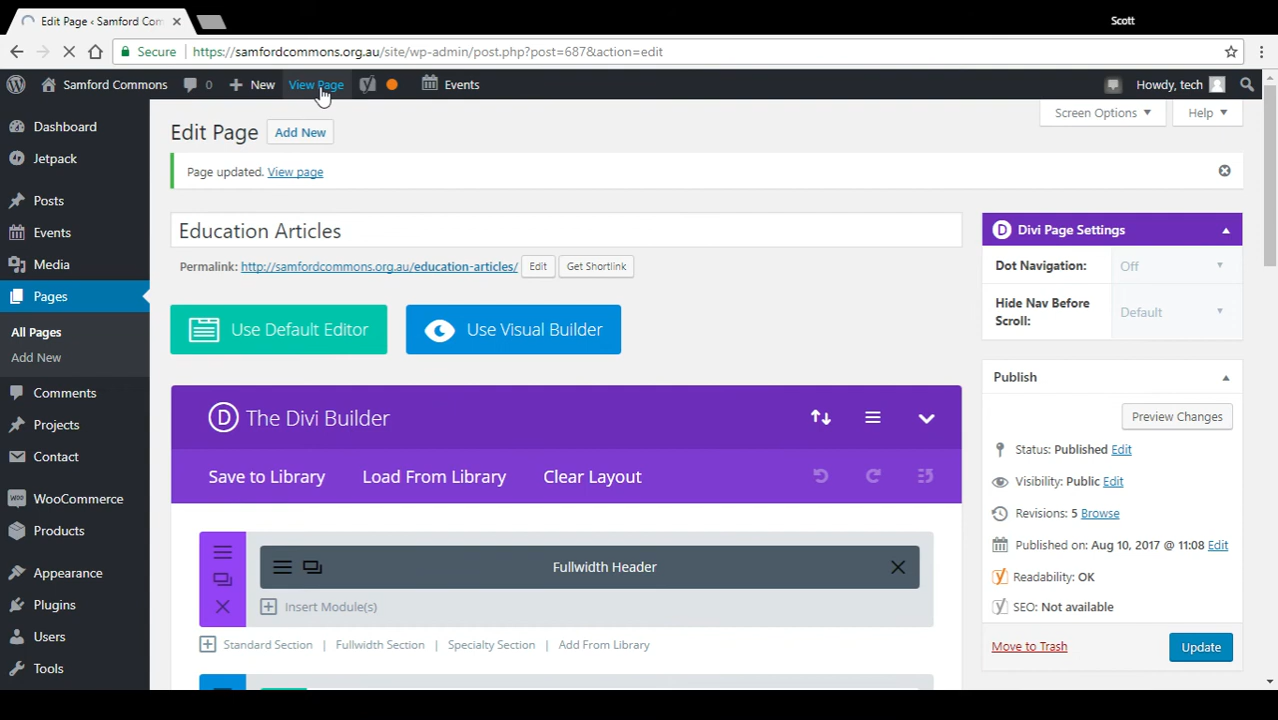 Edit Page ‹ Samford Com
Scott
Secure https://samfordcommons.org.au/site/wp-admin/post.php?post=687&action=edit
Samford Commons 0 New View Page Events Howdy, tech
Edit Page Add New Screen Options Help
Page updated. View page
Education Articles
Permalink: http://samfordcommons.org.au/education-articles/ Edit Get Shortlink
Use Default Editor Use Visual Builder
The Divi Builder
Save to Library Load From Library Clear Layout
Fullwidth Header
Insert Module(s)
Standard Section | Fullwidth Section | Specialty Section | Add From Library
Dashboard
Jetpack
Posts
Events
Media
Pages
All Pages
Add New
Comments
Projects
Contact
WooCommerce
Products
Appearance
Plugins
Users
Tools
Divi Page Settings
Dot Navigation: Off
Hide Nav Before
Scroll: Default
Publish
Preview Changes
Status: Published Edit
Visibility: Public Edit
Revisions: 5 Browse
Published on: Aug 10, 2017 @ 11:08 Edit
Readability: OK
SEO: Not available
Move to Trash Update